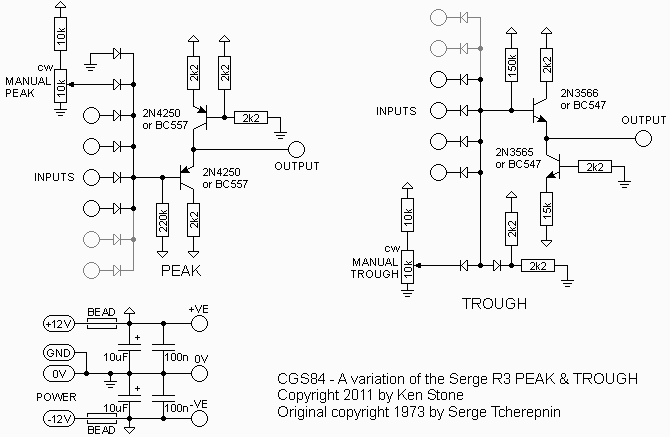 10k
CW
MANUAL
PEAK
10k
INPUTS
2N4250
or BC557
2k2
2k2
2k2
OUTPUT
2N4250
or BC557
220k
2k2
PEAK
INPUTS
150k
2k2
2N3566
or BC547
OUTPUT
2N3565
or BC547
2k2
15k
10k
CW
MANUAL
TROUGH
10k
2k2
2k2
TROUGH
BEAD
+12V
+VE
+
10uF
100n
GND
0V
0V
POWER
+
10uF
100n
-VE
-12V
BEAD
CGS84 - A variation of the Serge R3 PEAK & TROUGH
Copyright 2011 by Ken Stone
Original copyright 1973 by Serge Tcherepnin